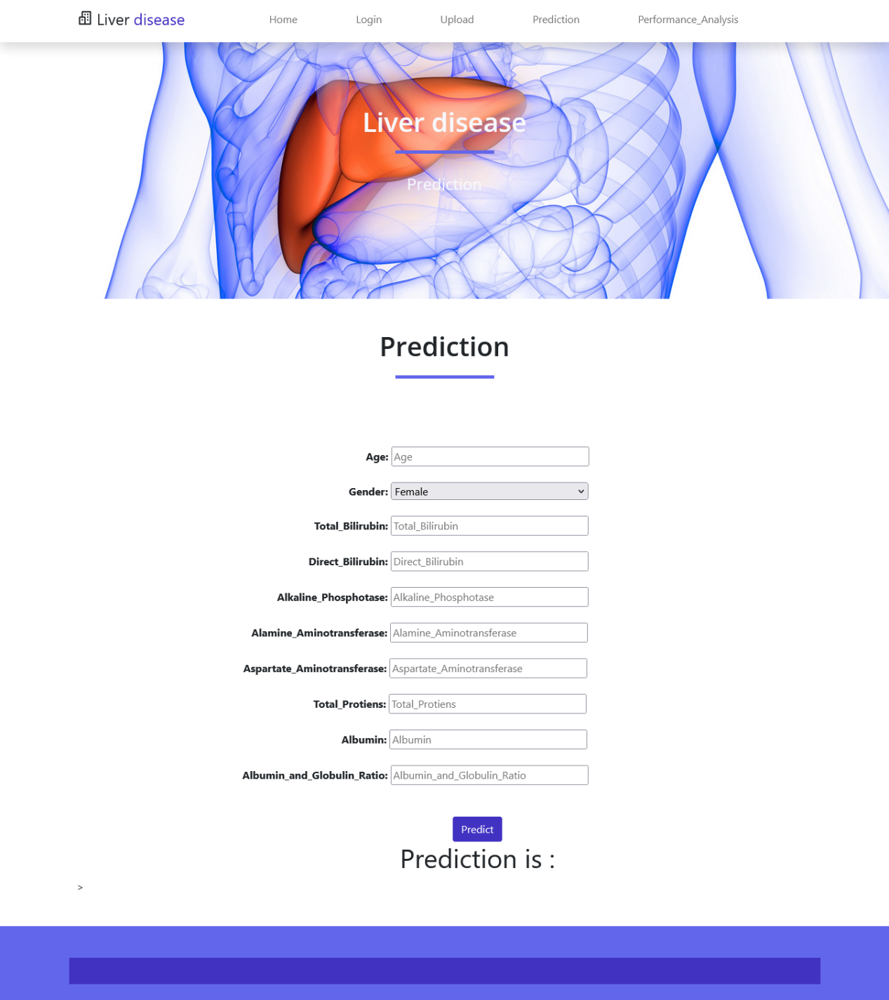 Liver disease Home Login Upload Prediction Performance_Analysis
Liver disease
Prediction
Prediction
Age: Age
Gender: Female
Total_Bilirubin: Total_Bilirubin
Direct_Bilirubin: Direct_Bilirubin
Alkaline_Phosphotase: Alkaline_Phosphotase
Alamine_Aminotransferase: Alamine_Aminotransferase
Aspartate_Aminotransferase: Aspartate_Aminotransferase
Total_Protiens: Total_Protiens
Albumin: Albumin
Albumin_and_Globulin_Ratio: Albumin_and_Globulin_Ratio
Predict
Prediction is :
>